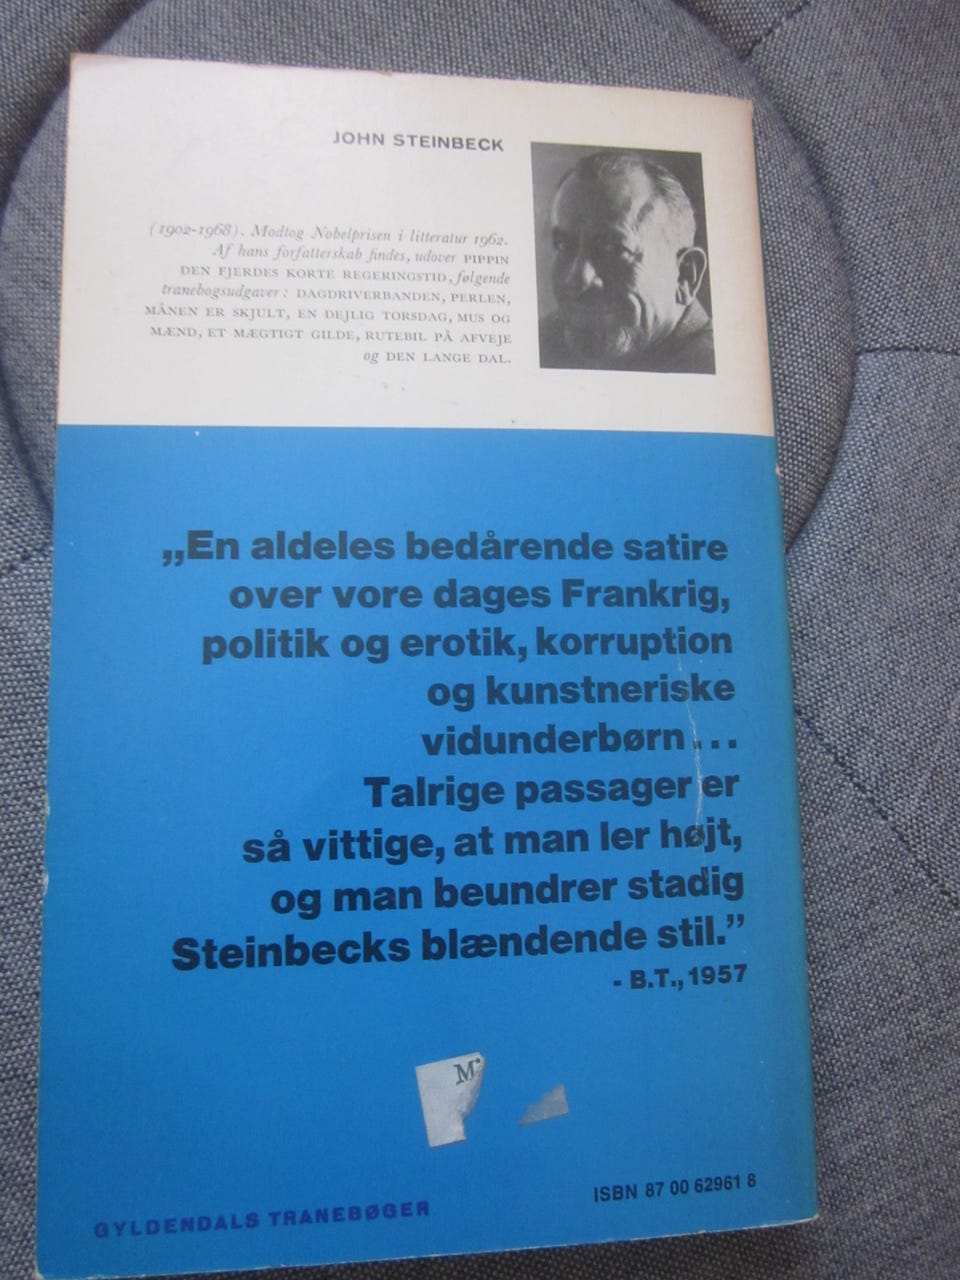 JOHN STEINBECK
(1902-1968). Modtog Nobelprisen i litteratur 1962.
Af hans forfatterskab findes, udover PIPPIN
DEN FJERDES KORTE REGERINGSTID, følgende
tranebogsudgaver: DAGDRIVERBANDEN, PERLEN,
MÅNEN ER SKJULT, EN DEJLIG TORSDAG, MUS OG
MÆND, ET MÆGTIGT GILDE, RUTEBIL PÅ AFVEJE
og DEN LANGE DAL.
„En aldeles bedårende satire
over vore dages Frankrig,
politik og erotik, korruption
og kunstneriske
vidunderbørn...
Talrige passager er
så vittige, at man ler højt,
og man beundrer stadig
Steinbecks blændende stil.”
- B.T., 1957
M
ISBN 87 00 62961 8
GYLDENDALS TRANEBØGER